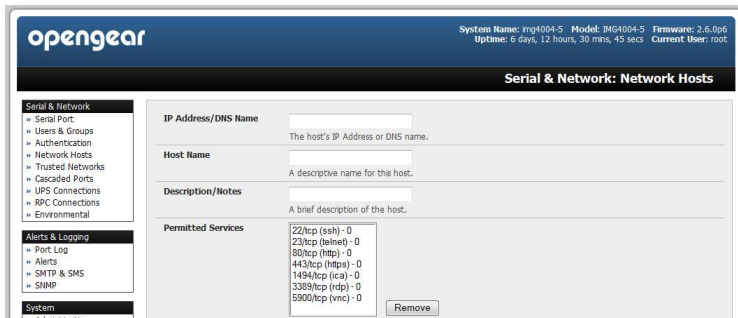 opengear
System Name: img4004-5 Model: IMG4004-5 Firmware: 2.6.0p6
Uptime: 6 days, 12 hours, 30 mins, 45 secs Current User: root
Serial & Network: Network Hosts
Serial & Network
» Serial Port
» Users & Groups
» Authentication
» Network Hosts
» Trusted Networks
» Cascaded Ports
» UPS Connections
» RPC Connections
» Environmental
Alerts & Logging
» Port Log
» Alerts
» SMTP & SMS
» SNMP
System
IP Address/DNS Name
The host's IP Address or DNS name.
Host Name
A descriptive name for this host.
Description/Notes
A brief description of the host.
Permitted Services
22/tcp (ssh) - 0
23/tcp (telnet) - 0
80/tcp (http) - 0
443/tcp (https) - 0
1494/tcp (ica) - 0
3389/tcp (rdp) - 0
5900/tcp (vnc) - 0
Remove